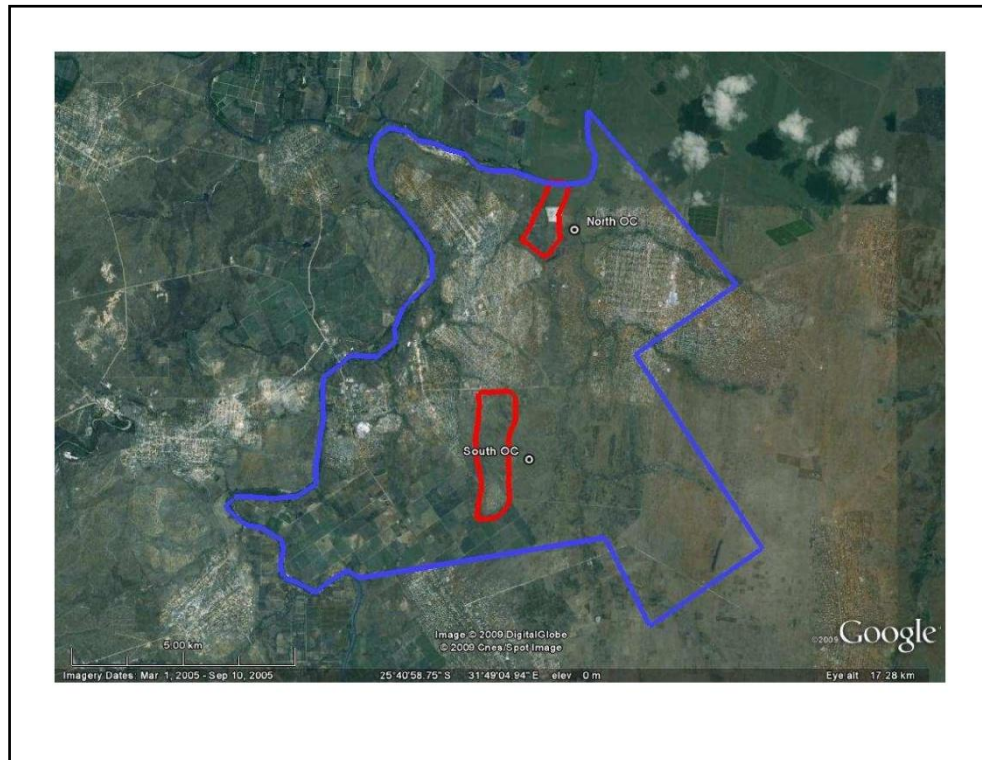 North OC
South OC
Image © 2009 DigitalGlobe
© 2009 Cnes/Spot Image
5.00 km
©2009 Google
Imagery Dates: Mar 1, 2005 - Sep 10, 2005 25°40'58.75" S 31°49'04.94" E elev 0 m Eye alt 17.28 km